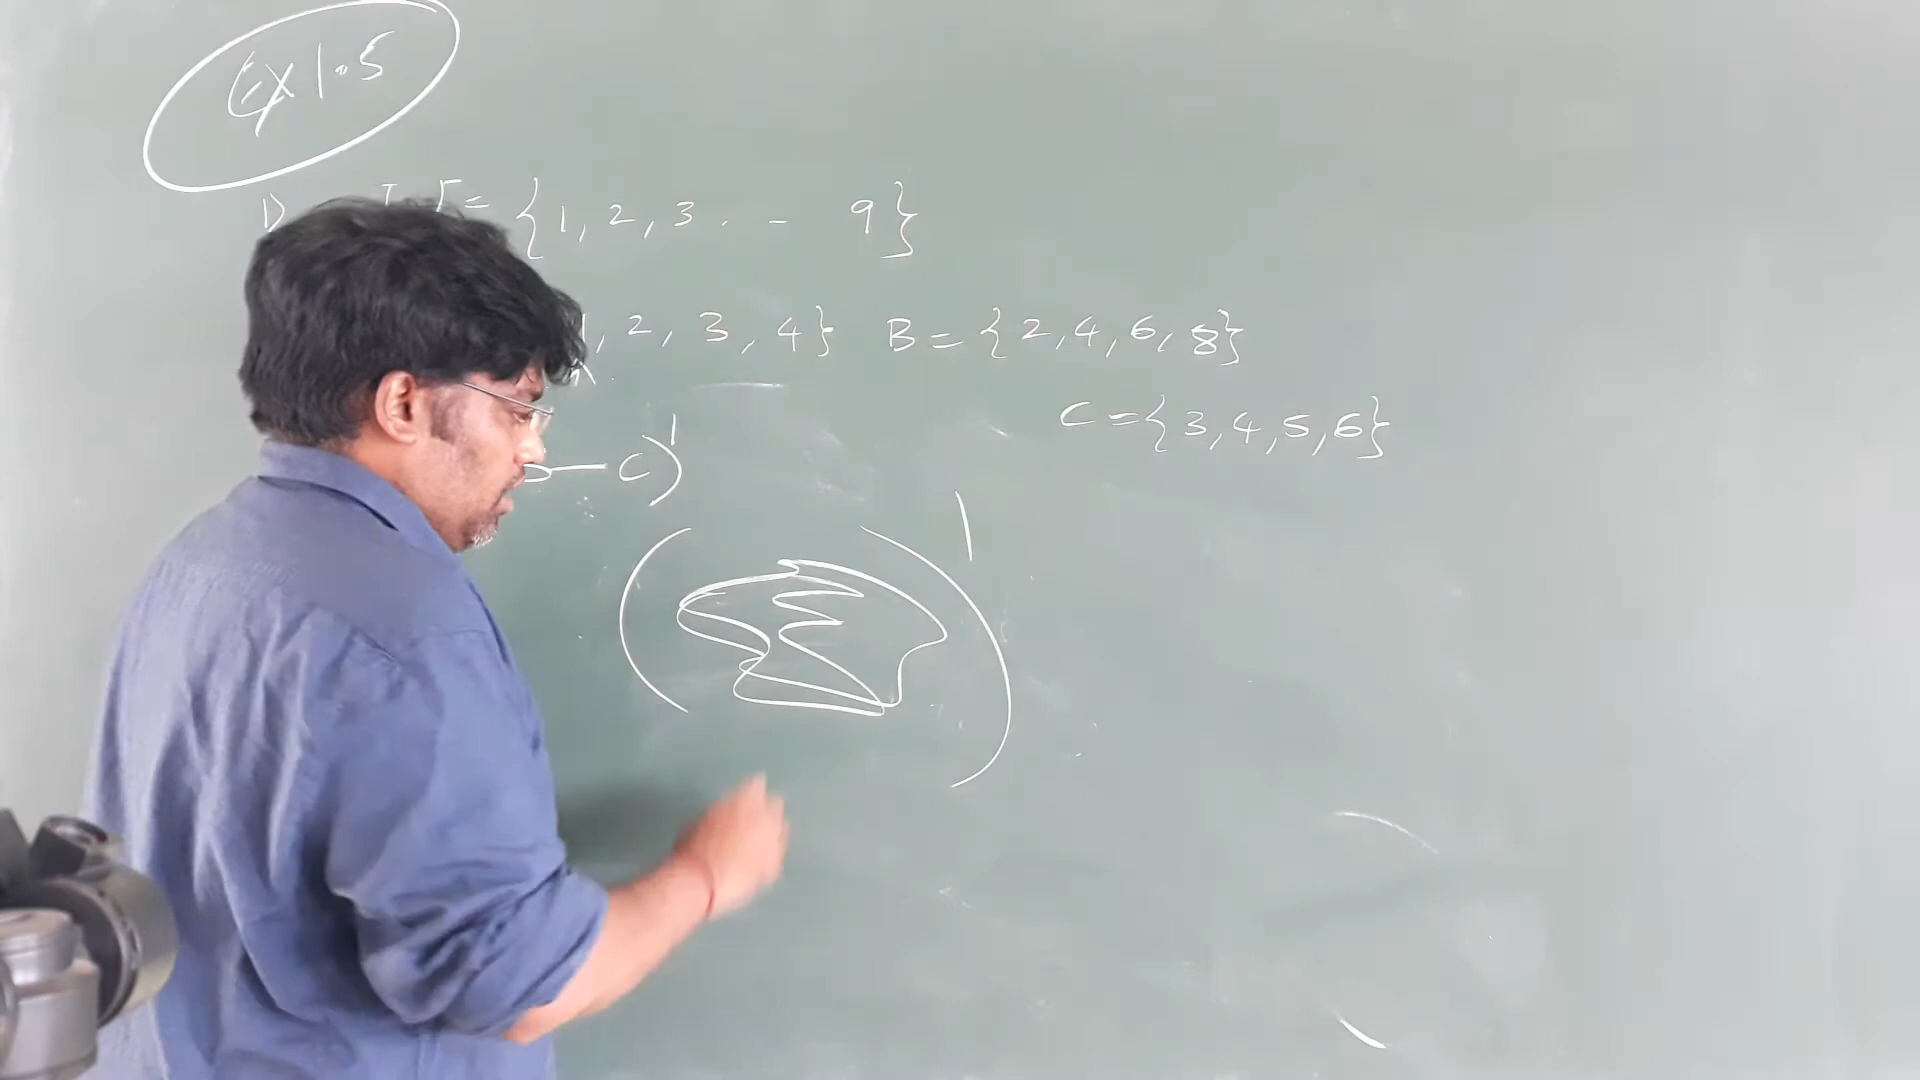 Ex 1.5
1) = {1, 2, 3 . - 9}
1, 2, 3, 4} B = {2, 4, 6, 8}
C = {3, 4, 5, 6}
— C)'
( )'